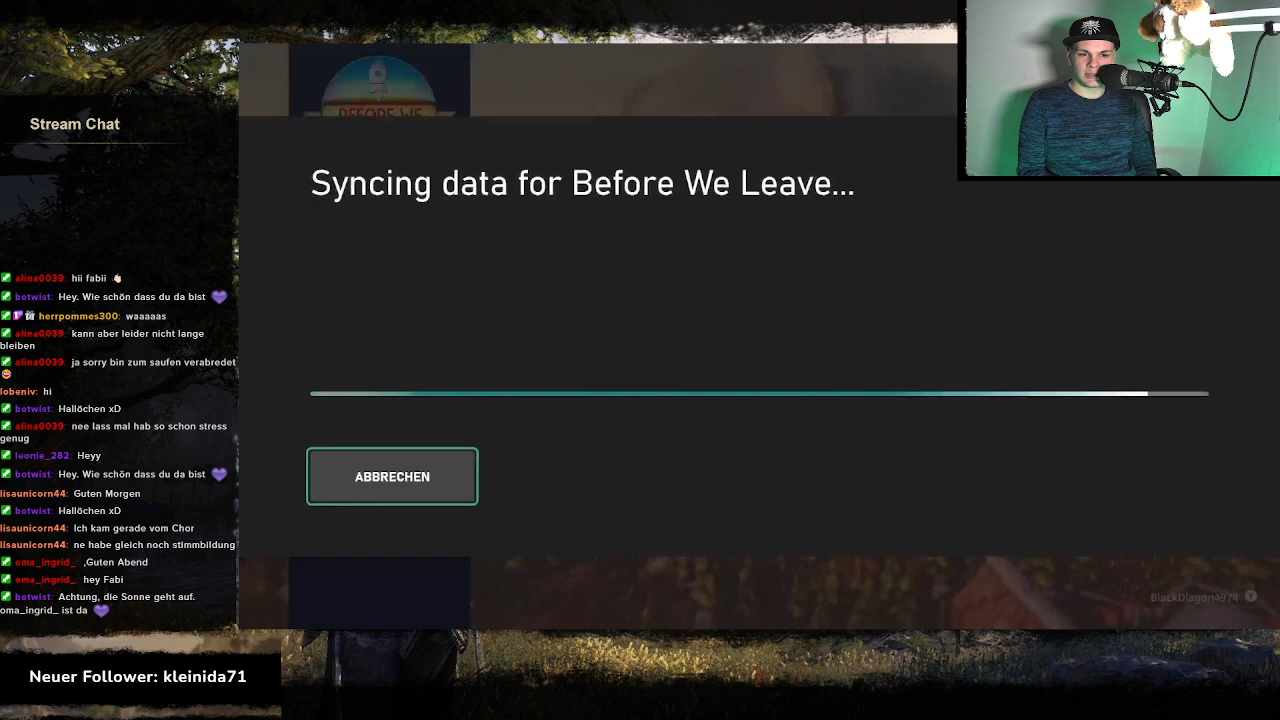 BEFORE WE
Stream Chat
Syncing data for Before We Leave...
alina0039: hii fabii
botwist: Hey. Wie schön dass du da bist
herrpommes300: waaaas
alina0039: kann aber leider nicht lange
bleiben
alina0039: ja sorry bin zum saufen verabredet
lobeniv: hi
botwist: Hallöchen xD
alina0039: nee lass mal hab so schon stress
genug
leonie_282: Heyy
botwist: Hey. Wie schön dass du da bist
lisaunicorn44: Guten Morgen
botwist: Hallöchen xD
lisaunicorn44: Ich kam gerade vom Chor
lisaunicorn44: ne habe gleich noch stimmbildung
oma_ingrid_: ,Guten Abend
oma_ingrid_: hey Fabi
botwist: Achtung, die Sonne geht auf.
oma_ingrid_ ist da
ABBRECHEN
BlackDiagon4974 Y
Neuer Follower: kleinida71